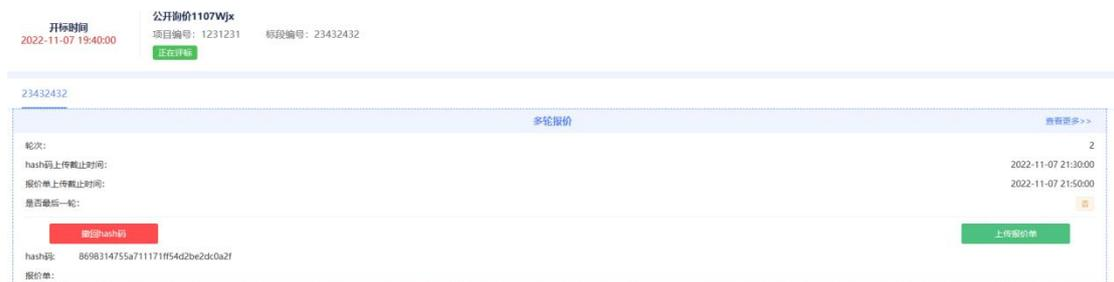 开标时间
2022-11-07 19:40:00
公开询价1107Wjx
项目编号：1231231 标段编号：23432432
正在评标
23432432
多轮报价 查看更多>>
轮次： 2
hash码上传截止时间： 2022-11-07 21:30:00
报价单上传截止时间： 2022-11-07 21:50:00
是否最后一轮： 否
撤回hash码 上传报价单
hash码: 8698314755a711171ff54d2be2dc0a2f
报价单：